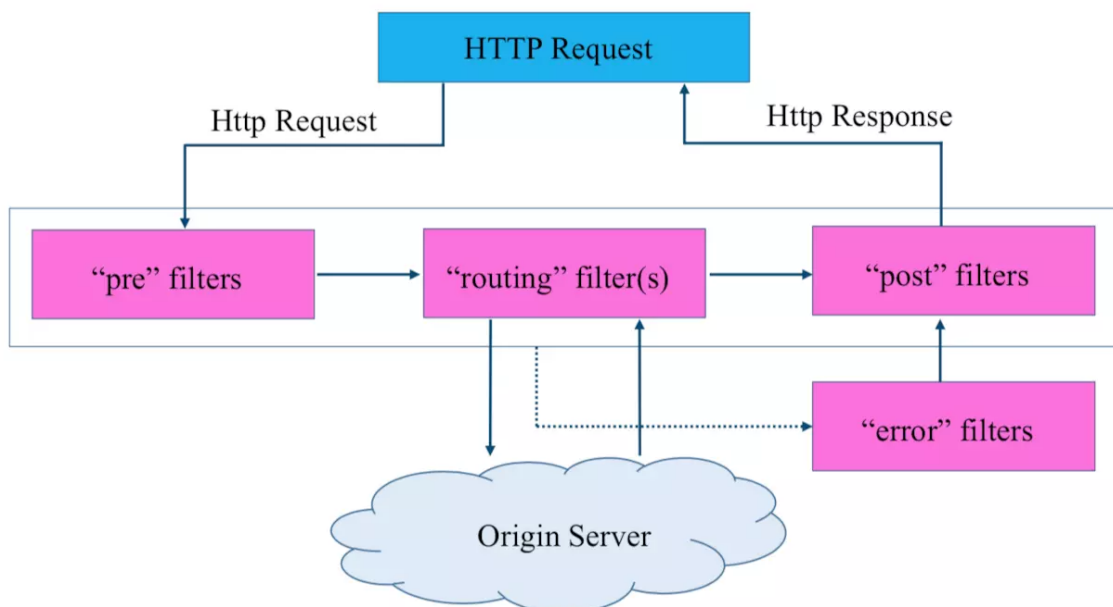 HTTP Request
Http Request
Http Response
“pre” filters
“routing” filter(s)
“post” filters
“error” filters
Origin Server